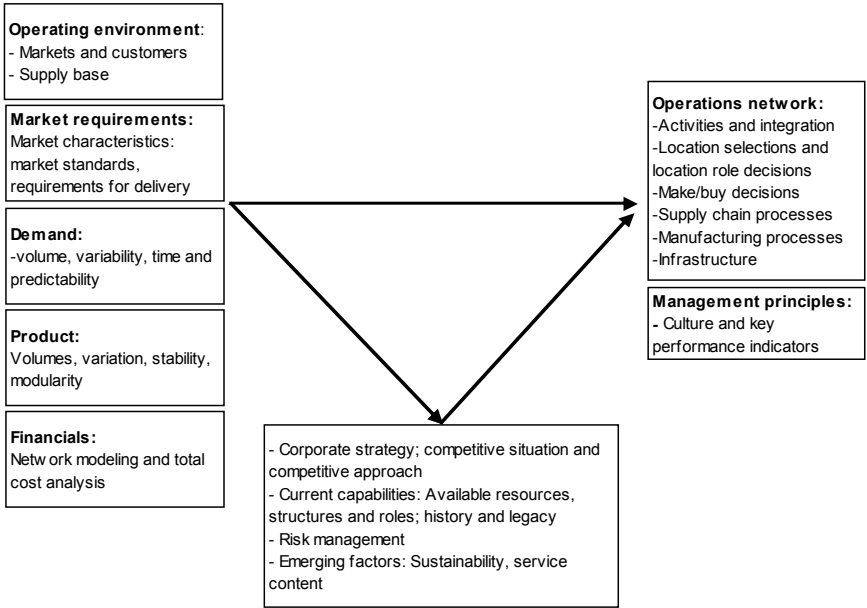 Operating environment:
- Markets and customers
- Supply base
Market requirements:
Market characteristics:
market standards,
requirements for delivery
Demand:
-volume, variability, time and
predictability
Product:
Volumes, variation, stability,
modularity
Financials:
Network modeling and total
cost analysis
- Corporate strategy; competitive situation and
competitive approach
- Current capabilities: Available resources,
structures and roles; history and legacy
- Risk management
- Emerging factors: Sustainability, service
content
Operations network:
-Activities and integration
-Location selections and
location role decisions
-Make/buy decisions
-Supply chain processes
-Manufacturing processes
-Infrastructure
Management principles:
- Culture and key
performance indicators